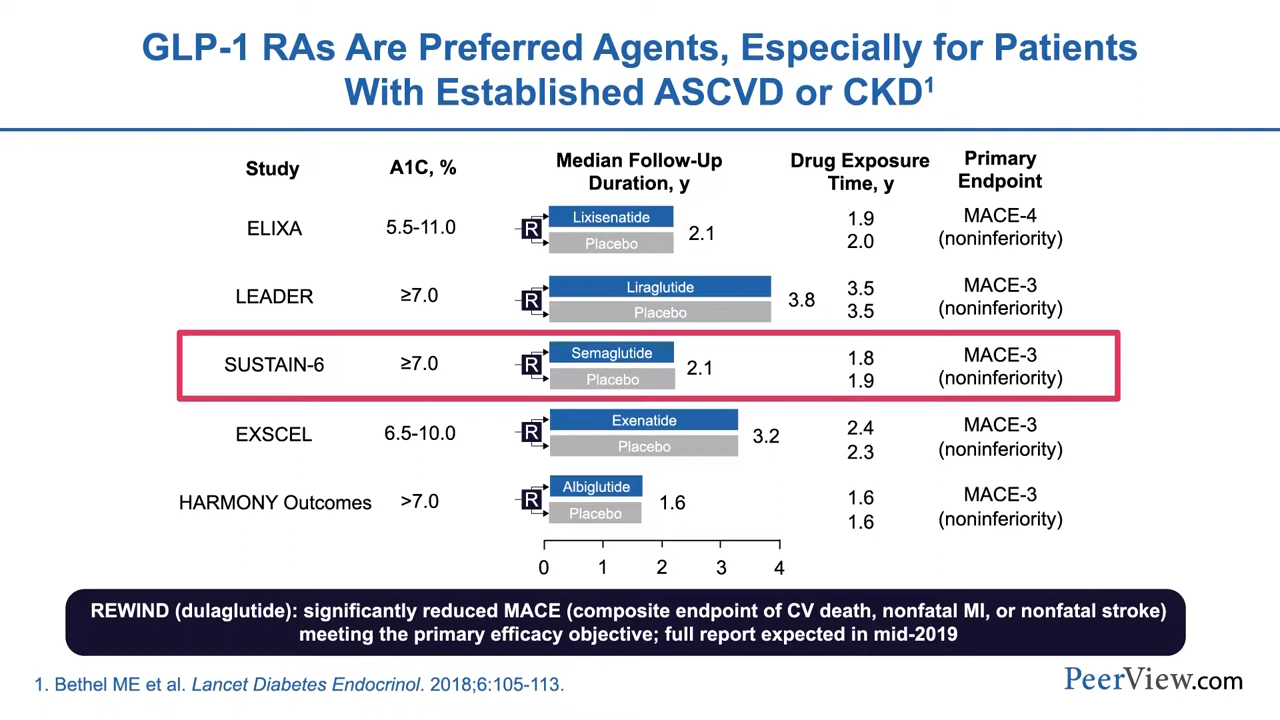 GLP-1 RAs Are Preferred Agents, Especially for Patients
With Established ASCVD or CKD1
Study
A1C, %
Median Follow-Up
Duration, y
Drug Exposure
Time, y
Primary
Endpoint
ELIXA
5.5-11.0
R
Lixisenatide
Placebo
2.1
1.9
2.0
MACE-4
(noninferiority)
LEADER
≥7.0
R
Liraglutide
Placebo
3.8
3.5
3.5
MACE-3
(noninferiority)
SUSTAIN-6
≥7.0
R
Semaglutide
Placebo
2.1
1.8
1.9
MACE-3
(noninferiority)
EXSCEL
6.5-10.0
R
Exenatide
Placebo
3.2
2.4
2.3
MACE-3
(noninferiority)
HARMONY Outcomes
>7.0
R
Albiglutide
Placebo
1.6
1.6
1.6
MACE-3
(noninferiority)
0 1 2 3 4
REWIND (dulaglutide): significantly reduced MACE (composite endpoint of CV death, nonfatal MI, or nonfatal stroke)
meeting the primary efficacy objective; full report expected in mid-2019
1. Bethel ME et al. Lancet Diabetes Endocrinol. 2018;6:105-113.
PeerView.com